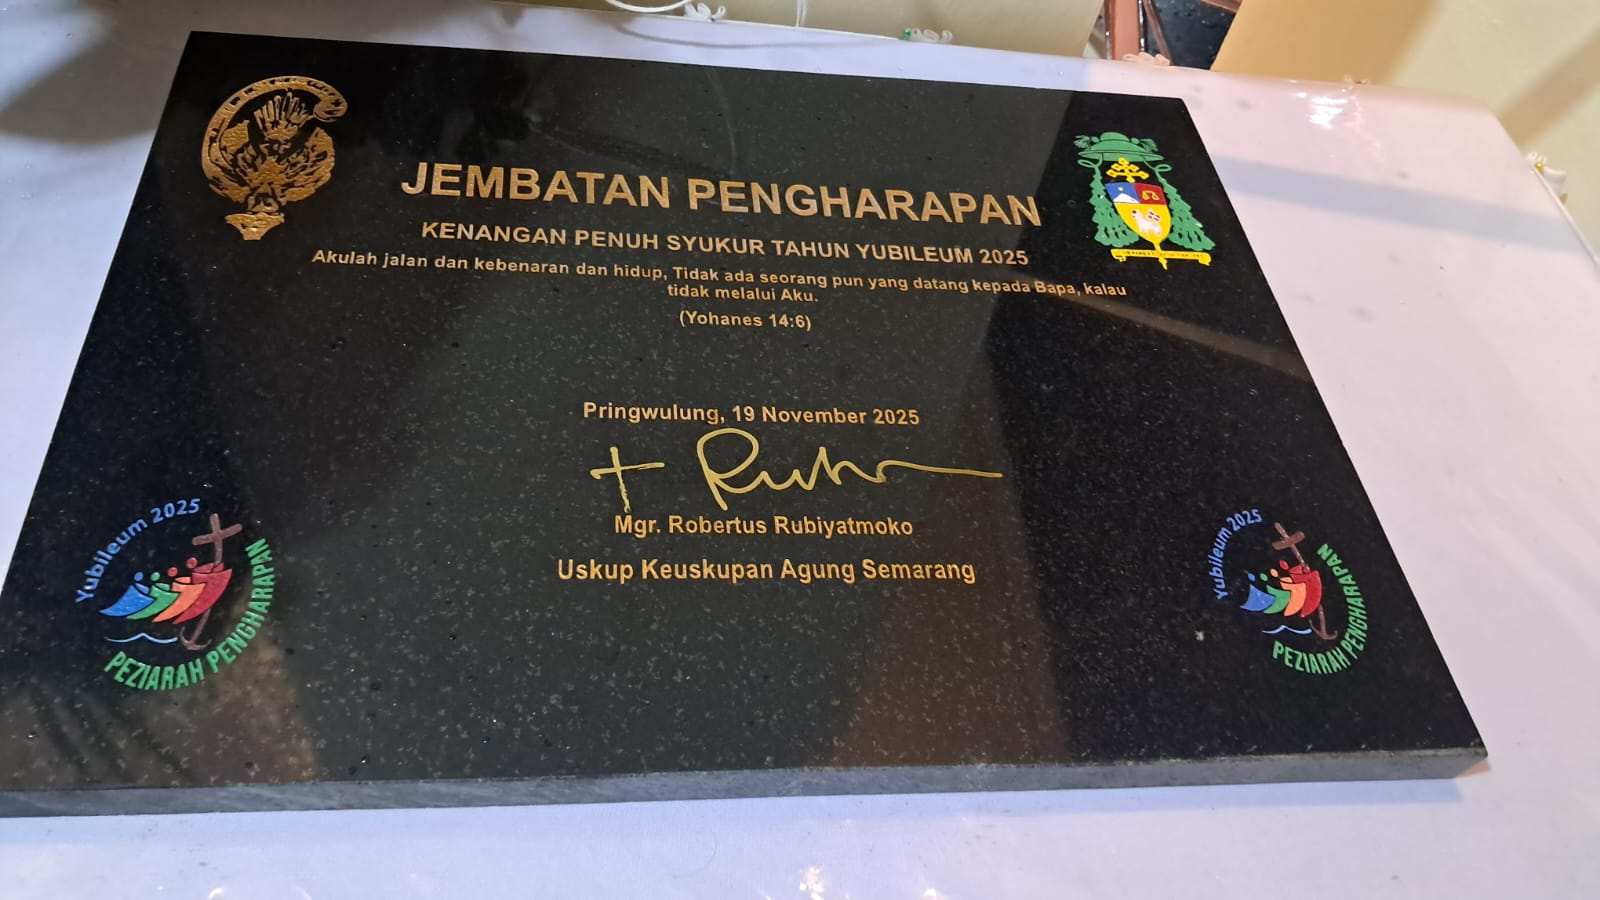 JEMBATAN PENGHARAPAN
KENANGAN PENUH SYUKUR TAHUN YUBILEUM 2025
Akulah jalan dan kebenaran dan hidup, Tidak ada seorang pun yang datang kepada Bapa, kalau
tidak melalui Aku.
(Yohanes 14:6)
Pringwulung, 19 November 2025
Mgr. Robertus Rubiyatmoko
Uskup Keuskupan Agung Semarang
Yubileum 2025
PEZIARAH PENGHARAPAN
Yubileum 2025
PEZIARAH PENGHARAPAN